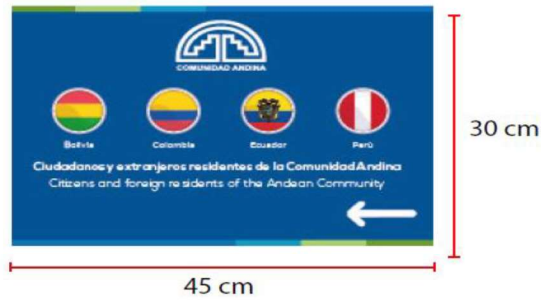 COMUNIDAD ANDINA
Bolivia Colombia Ecuador Perú
Ciudadanos y extranjeros residentes de la Comunidad Andina
Citizens and foreign residents of the Andean Community
30 cm
45 cm